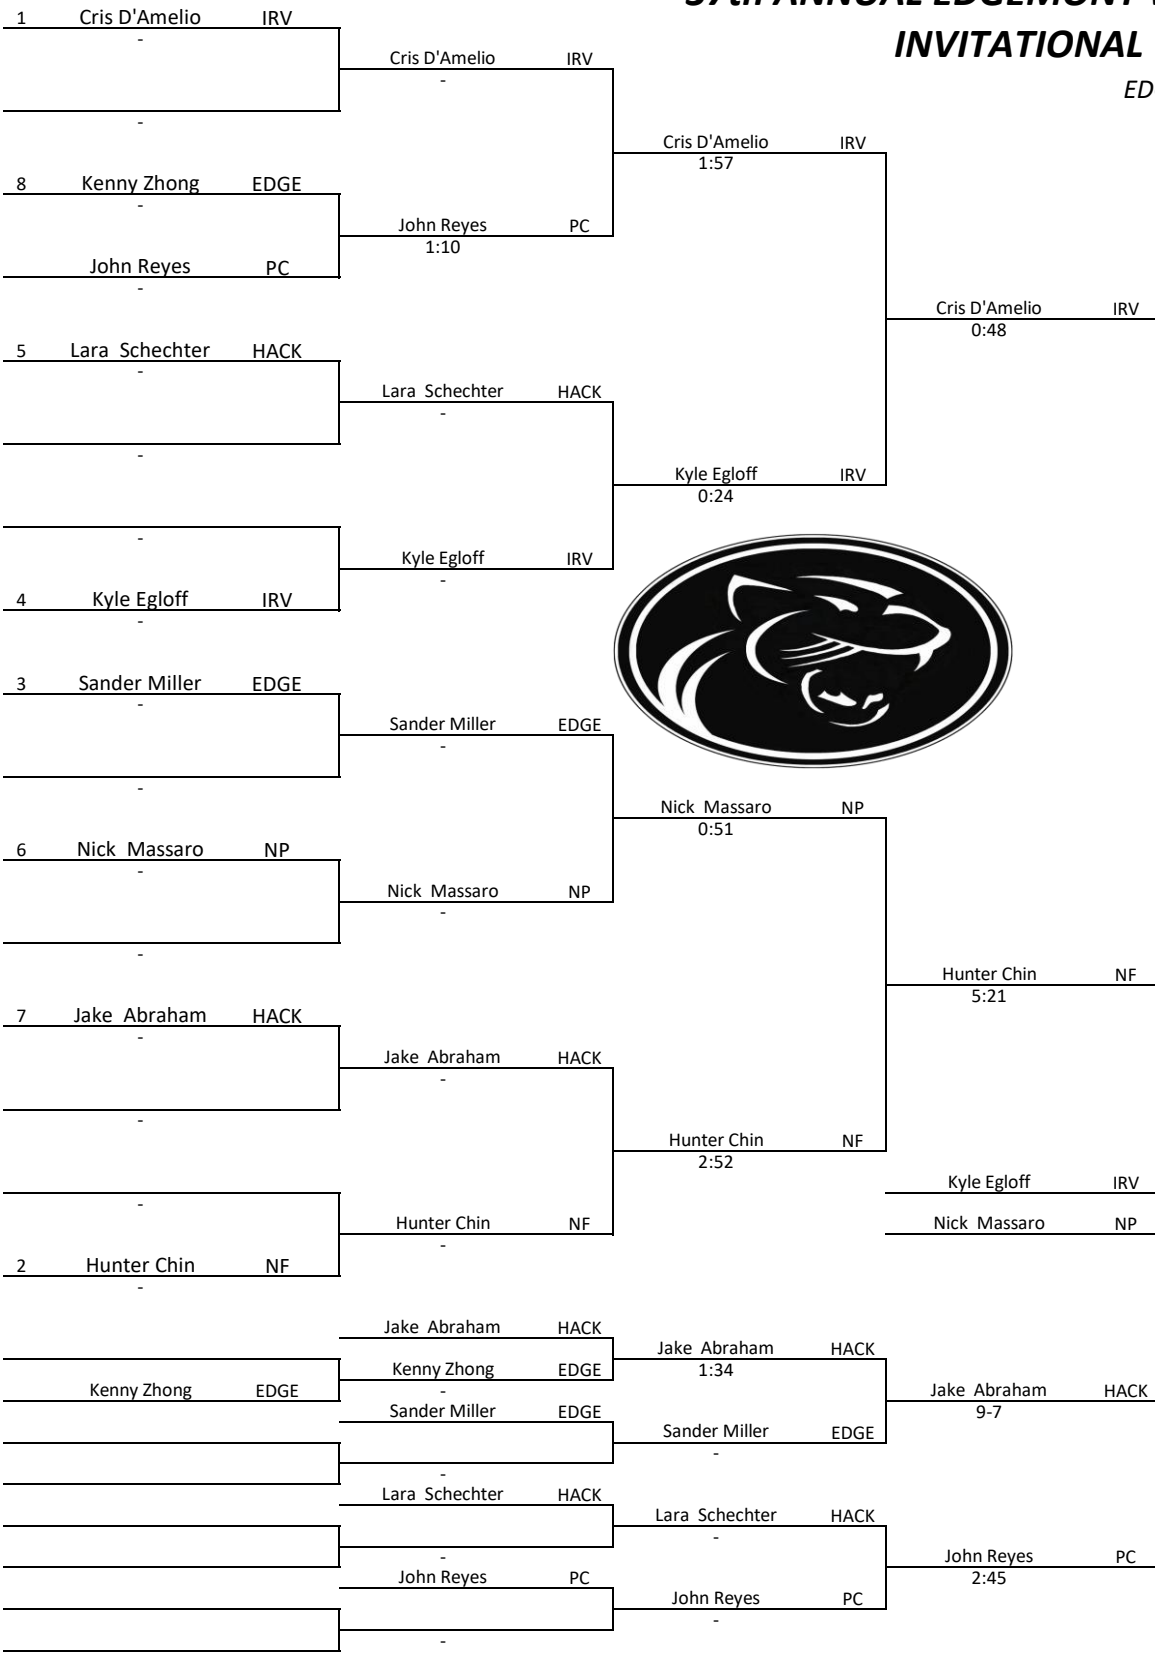 37th ANNUAL EDGEMONT
INVITATIONAL
ED
1 Cris D'Amelio IRV
-
Cris D'Amelio IRV
-
-
Cris D'Amelio IRV
1:57
8 Kenny Zhong EDGE
-
John Reyes PC
1:10
John Reyes PC
-
Cris D'Amelio IRV
0:48
5 Lara Schechter HACK
-
Lara Schechter HACK
-
-
Kyle Egloff IRV
0:24
-
Kyle Egloff IRV
-
4 Kyle Egloff IRV
-
3 Sander Miller EDGE
-
Sander Miller EDGE
-
-
Nick Massaro NP
0:51
6 Nick Massaro NP
-
Nick Massaro NP
-
-
Hunter Chin NF
5:21
7 Jake Abraham HACK
-
Jake Abraham HACK
-
-
Hunter Chin NF
2:52
Kyle Egloff IRV
-
Hunter Chin NF
-
Nick Massaro NP
2 Hunter Chin NF
-
Jake Abraham HACK
Jake Abraham HACK
1:34
Kenny Zhong EDGE
-
Kenny Zhong EDGE
Jake Abraham HACK
9-7
Sander Miller EDGE
Sander Miller EDGE
-
-
Lara Schechter HACK
Lara Schechter HACK
-
-
John Reyes PC
2:45
John Reyes PC
John Reyes PC
-
-